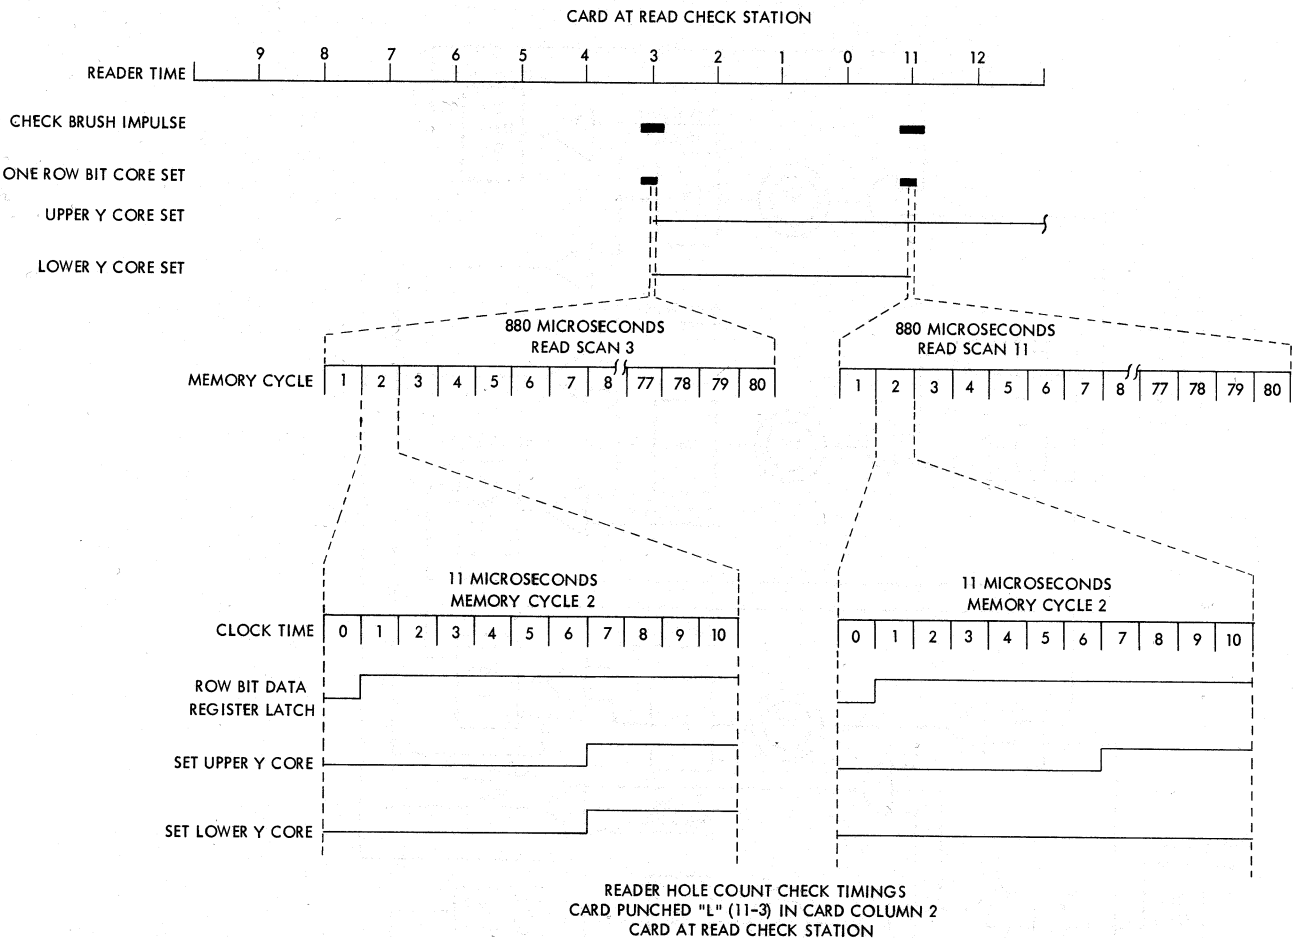 CARD AT READ CHECK STATION
9 8 7 6 5 4 3 2 1 0 11 12
READER TIME
CHECK BRUSH IMPULSE
ONE ROW BIT CORE SET
UPPER Y CORE SET
LOWER Y CORE SET
880 MICROSECONDS
READ SCAN 3
880 MICROSECONDS
READ SCAN 11
MEMORY CYCLE 1 2 3 4 5 6 7 8 77 78 79 80 1 2 3 4 5 6 7 8 77 78 79 80
11 MICROSECONDS
MEMORY CYCLE 2
11 MICROSECONDS
MEMORY CYCLE 2
CLOCK TIME 0 1 2 3 4 5 6 7 8 9 10 0 1 2 3 4 5 6 7 8 9 10
ROW BIT DATA
REGISTER LATCH
SET UPPER Y CORE
SET LOWER Y CORE
READER HOLE COUNT CHECK TIMINGS
CARD PUNCHED "L" (11-3) IN CARD COLUMN 2
CARD AT READ CHECK STATION